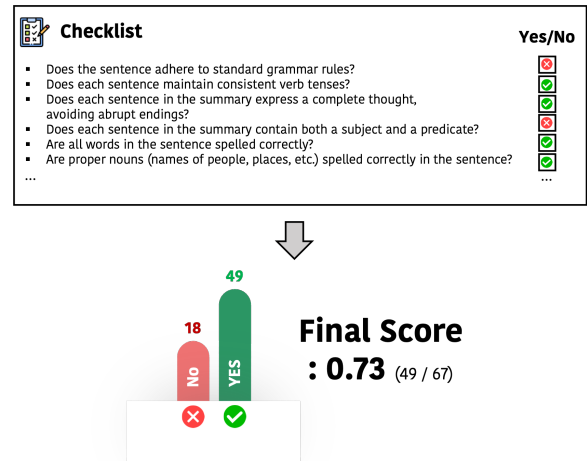 Checklist
Yes/No
▪ Does the sentence adhere to standard grammar rules?
▪ Does each sentence maintain consistent verb tenses?
▪ Does each sentence in the summary express a complete thought,
avoiding abrupt endings?
▪ Does each sentence in the summary contain both a subject and a predicate?
▪ Are all words in the sentence spelled correctly?
▪ Are proper nouns (names of people, places, etc.) spelled correctly in the sentence?
... ...
49
18
No
YES
Final Score
: 0.73 (49 / 67)